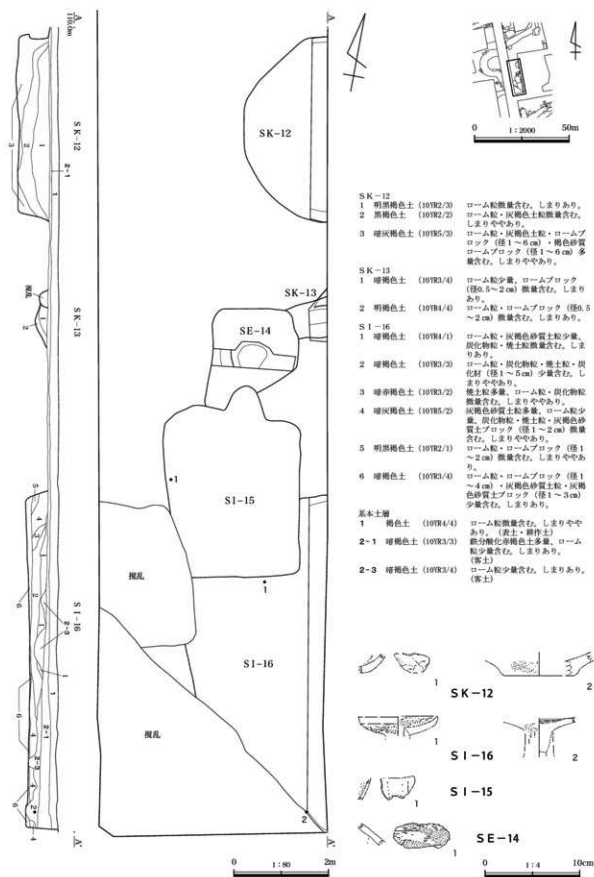 A
110.0m
SK-12
1
2
3
2-1
1
撹乱
1
2
SK-13
5
4
3
2
6
2-3
1
SI-16
2-1
1
4
6
2-3
4
2
6
4
A'
A
SK-12
SK-13
SE-14
1
SI-15
撹乱
1
SI-16
撹乱
2
A'
0 1:80 2m
0 1:2000 50m
SK-12
1 明黒褐色土 (10YR2/3) ローム粒微量含む。しまりあり。
2 黒褐色土 (10YR2/2) ローム粒・灰褐色土粒微量含む。
しまりややあり。
3 暗灰褐色土 (10YR5/3) ローム粒・灰褐色土粒・ロームブ
ロック(径1~6㎝)・褐色砂質
ロームブロック(径1~6㎝)多
量含む。しまりややあり。
SK-13
1 暗褐色土 (10YR3/4) ローム粒少量、ロームブロック
(径0.5~2㎝)微量含む。しまり
あり。
2 明褐色土 (10YR4/4) ローム粒・ロームブロック(径0.5
~2㎝)微量含む。しまりあり。
SI-16
1 暗褐色土 (10YR4/1) ローム粒・灰褐色砂質土粒少量、
炭化物粒・焼土粒微量含む。しま
りあり。
2 暗褐色土 (10YR3/3) ローム粒・炭化物粒・焼土粒・炭
化材(径1~5㎝)少量含む。し
まりややあり。
3 暗赤褐色土 (10YR3/2) 焼土粒多量、ローム粒・炭化物粒
微量含む。しまりややあり。
4 暗灰褐色土 (10YR5/2) 灰褐色砂質土粒多量、ローム粒少
量、炭化物粒・焼土粒・灰褐色砂
質土ブロック(径1~2㎝)微量
含む。しまりややあり。
5 明黒褐色土 (10YR2/1) ローム粒・ロームブロック(径1
~2㎝)微量含む。しまりややあ
り。
6 暗褐色土 (10YR3/4) ローム粒・ロームブロック(径1
~4㎝)・灰褐色砂質土粒・灰褐
色砂質土ブロック(径1~3㎝)
少量含む。しまりあり。
基本土層
1 褐色土 (10YR4/4) ローム粒微量含む。しまりやや
あり。(表土・耕作土)
2-1 暗褐色土 (10YR3/3) 鉄分酸化赤褐色土多量、ローム
粒少量含む。しまりあり。
(客土)
2-3 暗褐色土 (10YR3/4) ローム粒少量含む。しまりあり。
(客土)
1
SK-12
2
1
SI-16
2
1
SI-15
1
SE-14
0 1:4 10cm